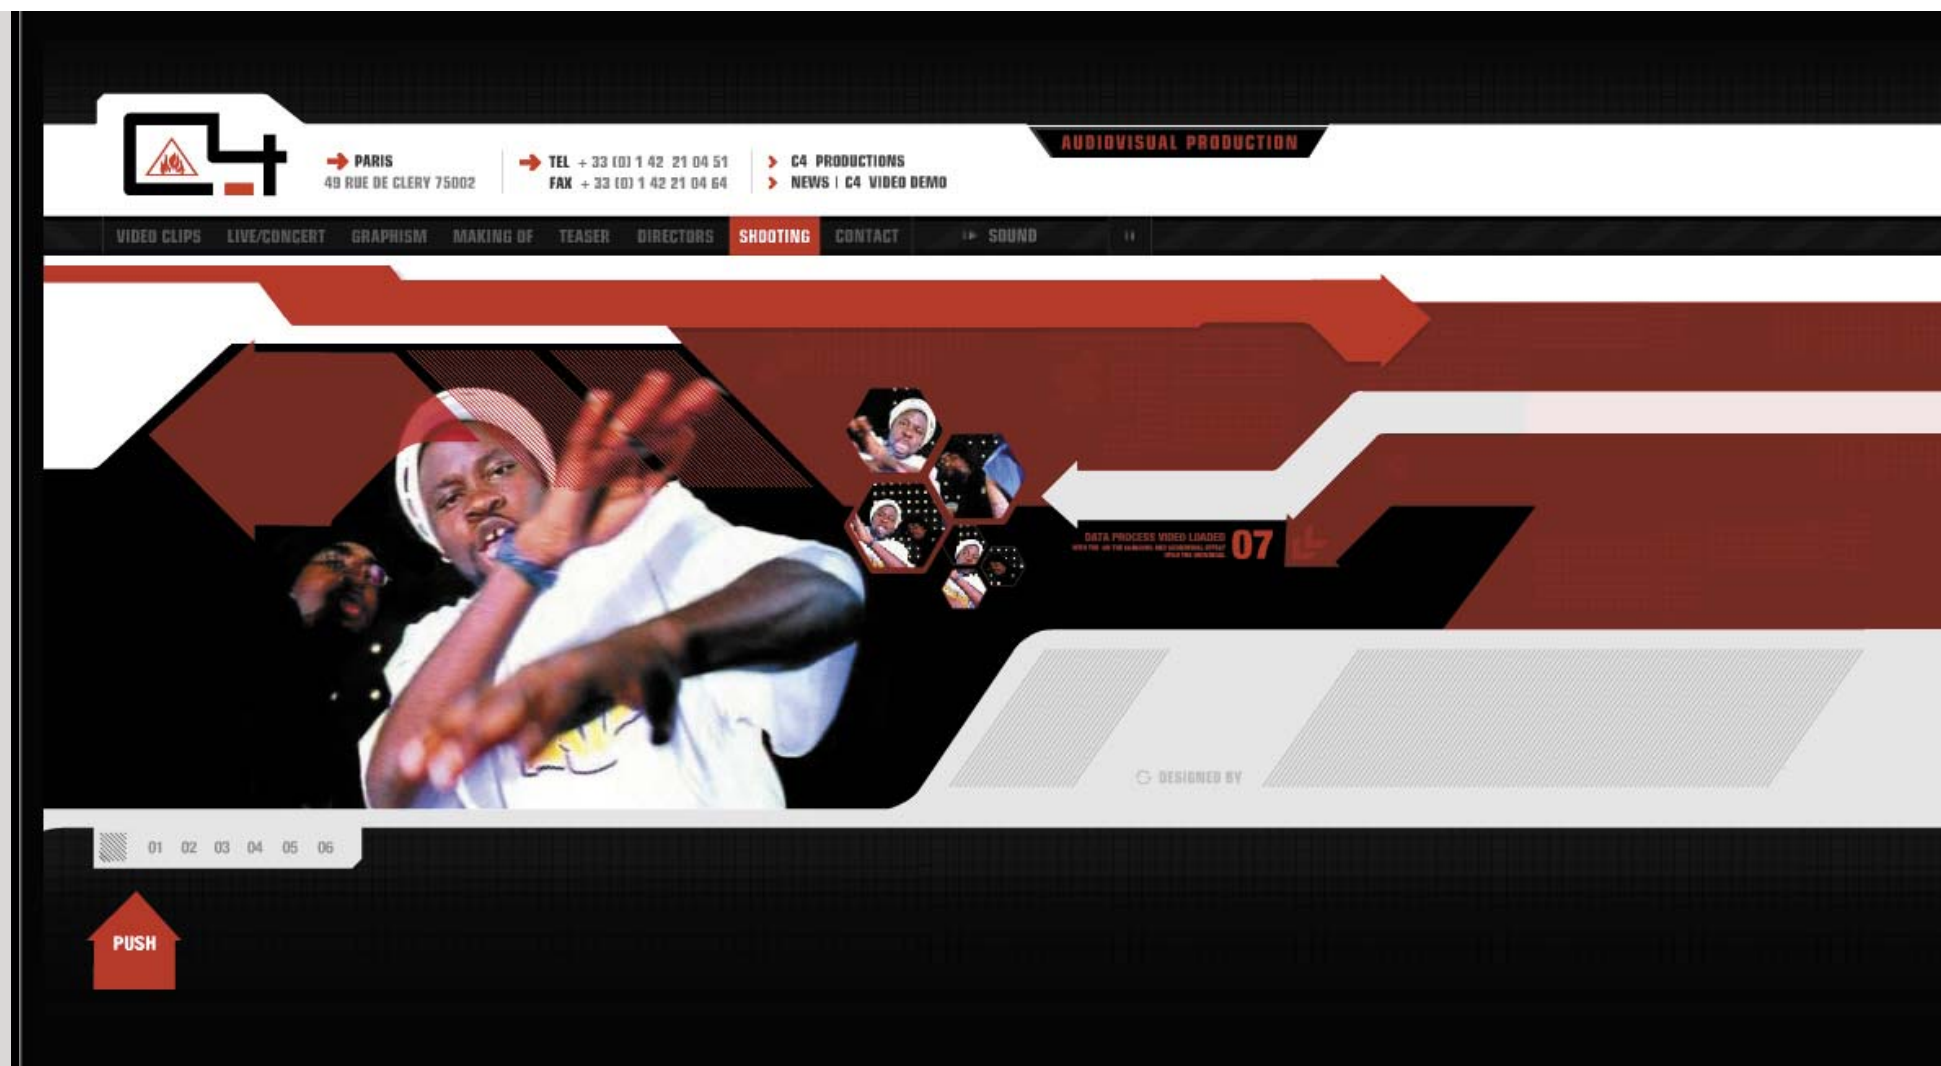 C4
AUDIOVISUAL PRODUCTION
PARIS
49 RUE DE CLERY 75002
TEL + 33 (0) 1 42 21 04 51
FAX + 33 (0) 1 42 21 04 64
C4 PRODUCTIONS
NEWS | C4 VIDEO DEMO
VIDEO CLIPS LIVE/CONCERT GRAPHISM MAKING OF TEASER DIRECTORS SHOOTING CONTACT SOUND
DATA PROCESS VIDEO LOADED
07
DESIGNED BY
01 02 03 04 05 06
PUSH